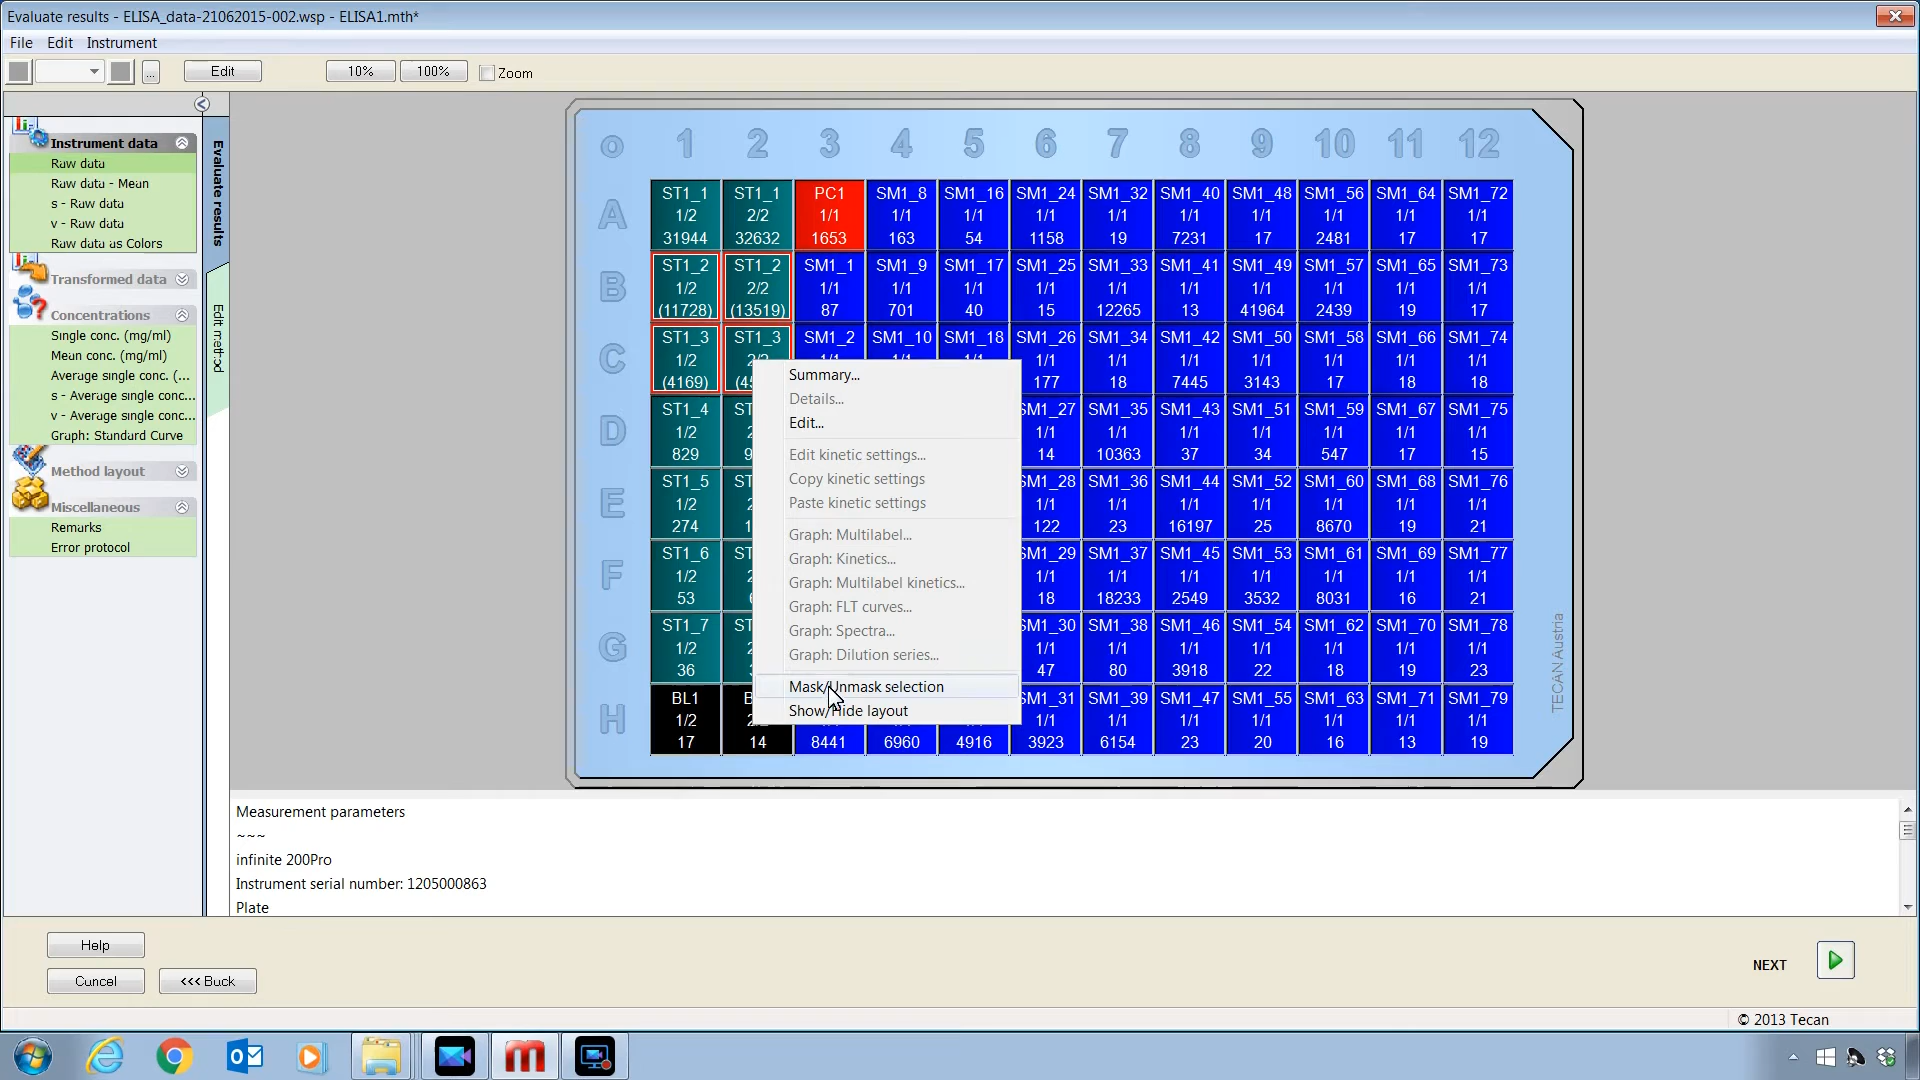 Evaluate results - ELISA_data-21062015-002.wsp - ELISA1.mth*
File Edit Instrument
... Edit 10% 100% Zoom
Instrument data
Raw data
Raw data - Mean
s - Raw data
v - Raw data
Raw data as Colors
Transformed data
Concentrations
Single conc. (mg/ml)
Mean conc. (mg/ml)
Average single conc. (...
s - Average single conc...
v - Average single conc...
Graph: Standard Curve
Method layout
Miscellaneous
Remarks
Error protocol
Evaluate results
Edit method
o 1 2 3 4 5 6 7 8 9 10 11 12
A
ST1_1 ST1_1 PC1 SM1_8 SM1_16 SM1_24 SM1_32 SM1_40 SM1_48 SM1_56 SM1_64 SM1_72
1/2 2/2 1/1 1/1 1/1 1/1 1/1 1/1 1/1 1/1 1/1 1/1
31944 32632 1653 163 54 1158 19 7231 17 2481 17 17
B
ST1_2 ST1_2 SM1_1 SM1_9 SM1_17 SM1_25 SM1_33 SM1_41 SM1_49 SM1_57 SM1_65 SM1_73
1/2 2/2 1/1 1/1 1/1 1/1 1/1 1/1 1/1 1/1 1/1 1/1
(11728) (13519) 87 701 40 15 12265 13 41964 2439 19 17
C
ST1_3 ST1_3 SM1_2 SM1_10 SM1_18 SM1_26 SM1_34 SM1_42 SM1_50 SM1_58 SM1_66 SM1_74
1/2 1/1 1/1 1/1 1/1 1/1 1/1 1/1
(4169) 177 18 7445 3143 17 18 18
D
ST1_4 SM1_27 SM1_35 SM1_43 SM1_51 SM1_59 SM1_67 SM1_75
1/2 1/1 1/1 1/1 1/1 1/1 1/1 1/1
829 14 10363 37 34 547 17 15
E
ST1_5 SM1_28 SM1_36 SM1_44 SM1_52 SM1_60 SM1_68 SM1_76
1/2 1/1 1/1 1/1 1/1 1/1 1/1 1/1
274 122 23 16197 25 8670 19 21
F
ST1_6 SM1_29 SM1_37 SM1_45 SM1_53 SM1_61 SM1_69 SM1_77
1/2 1/1 1/1 1/1 1/1 1/1 1/1 1/1
53 18 18233 2549 3532 8031 16 21
G
ST1_7 SM1_30 SM1_38 SM1_46 SM1_54 SM1_62 SM1_70 SM1_78
1/2 1/1 1/1 1/1 1/1 1/1 1/1 1/1
36 47 80 3918 22 18 19 23
H
BL1 SM1_31 SM1_39 SM1_47 SM1_55 SM1_63 SM1_71 SM1_79
1/2 1/1 1/1 1/1 1/1 1/1 1/1 1/1
17 14 8441 6960 4916 3923 6154 23 20 16 13 19
TECAN Austria
Summary...
Details...
Edit...
Edit kinetic settings...
Copy kinetic settings
Paste kinetic settings
Graph: Multilabel...
Graph: Kinetics...
Graph: Multilabel kinetics...
Graph: FLT curves...
Graph: Spectra...
Graph: Dilution series...
Mask/Unmask selection
Show/Hide layout
Measurement parameters
~~~
infinite 200Pro
Instrument serial number: 1205000863
Plate
Help
Cancel <<< Back
NEXT
© 2013 Tecan